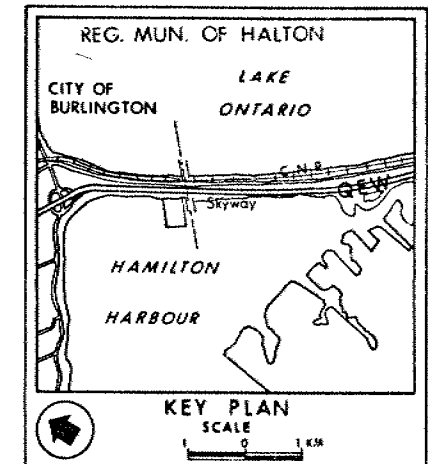 REG. MUN. OF HALTON
LAKE
ONTARIO
CITY OF
BURLINGTON
C.N.R.
QEW
Skyway
HAMILTON
HARBOUR
KEY PLAN
SCALE
1 0 1 KM